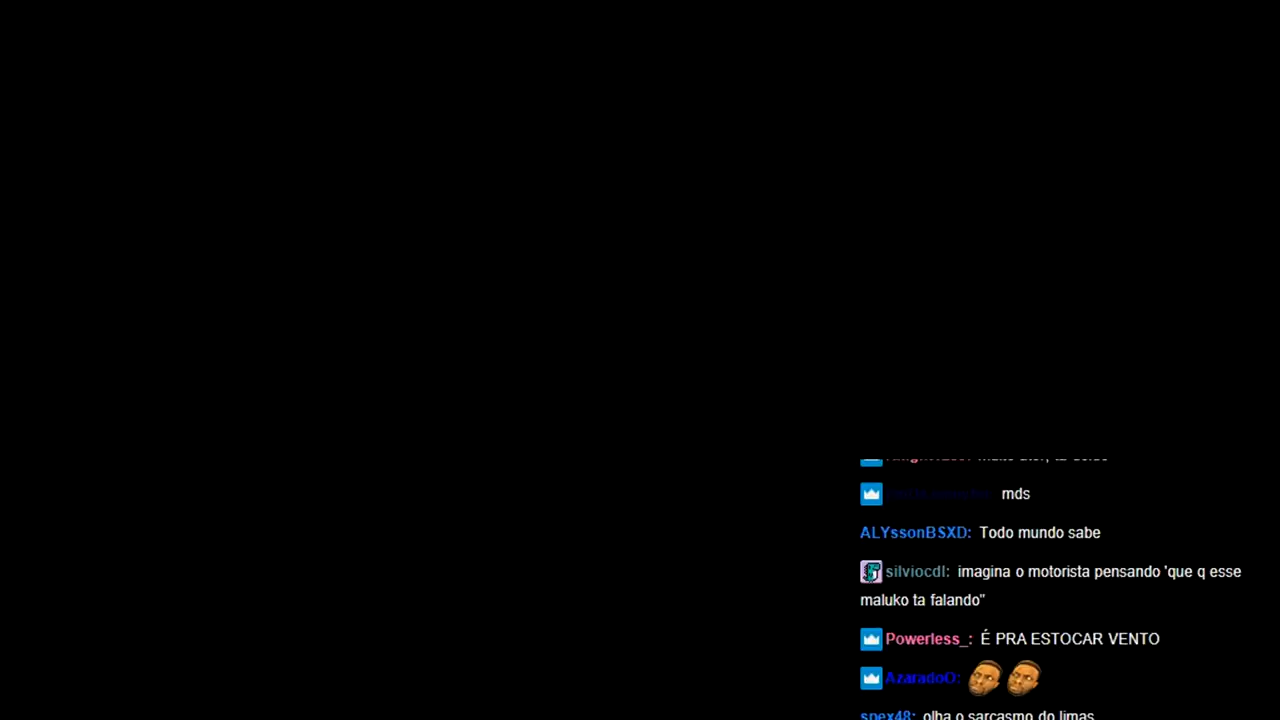 mds
ALYssonBSXD: Todo mundo sabe
silviocdl: imagina o motorista pensando 'que q esse
maluko ta falando"
Powerless_: É PRA ESTOCAR VENTO
AzaradoO:
spex48: olha o sarcasmo do limas